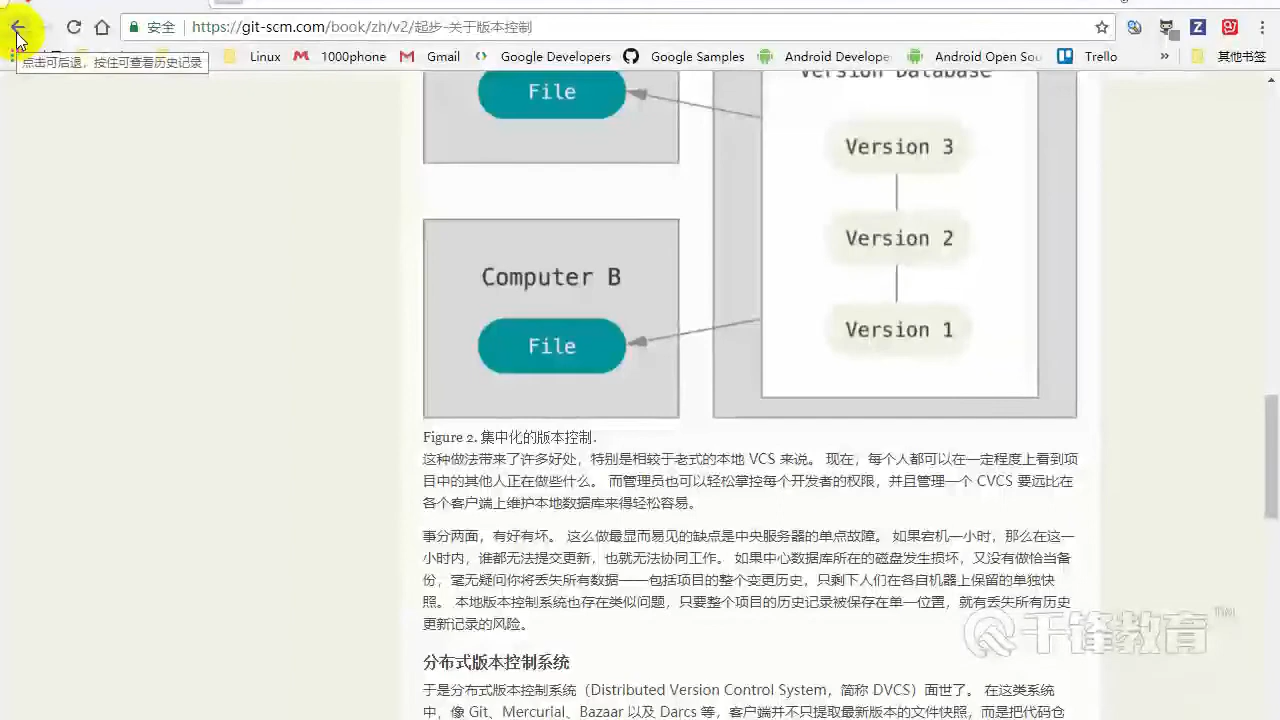 安全 https://git-scm.com/book/zh/v2/起步-关于版本控制
点击可后退，按住可查看历史记录
Linux 1000phone Gmail Google Developers Google Samples Android Develope Android Open Sou Trello » 其他书签
File
Version Database
Version 3
Version 2
Computer B
File
Version 1
Figure 2. 集中化的版本控制.
这种做法带来了许多好处，特别是相较于老式的本地 VCS 来说。 现在，每个人都可以在一定程度上看到项
目中的其他人正在做些什么。 而管理员也可以轻松掌控每个开发者的权限，并且管理一个 CVCS 要远比在
各个客户端上维护本地数据库来得轻松容易。
事分两面，有好有坏。 这么做最显而易见的缺点是中央服务器的单点故障。 如果宕机一小时，那么在这一
小时内，谁都无法提交更新，也就无法协同工作。 如果中心数据库所在的磁盘发生损坏，又没有做恰当备
份，毫无疑问你将丢失所有数据——包括项目的整个变更历史，只剩下人们在各自机器上保留的单独快
照。 本地版本控制系统也存在类似问题，只要整个项目的历史记录被保存在单一位置，就有丢失所有历史
更新记录的风险。
千锋教育 TM
分布式版本控制系统
于是分布式版本控制系统（Distributed Version Control System，简称 DVCS）面世了。 在这类系统
中，像 Git、Mercurial、Bazaar 以及 Darcs 等，客户端并不只提取最新版本的文件快照，而是把代码仓